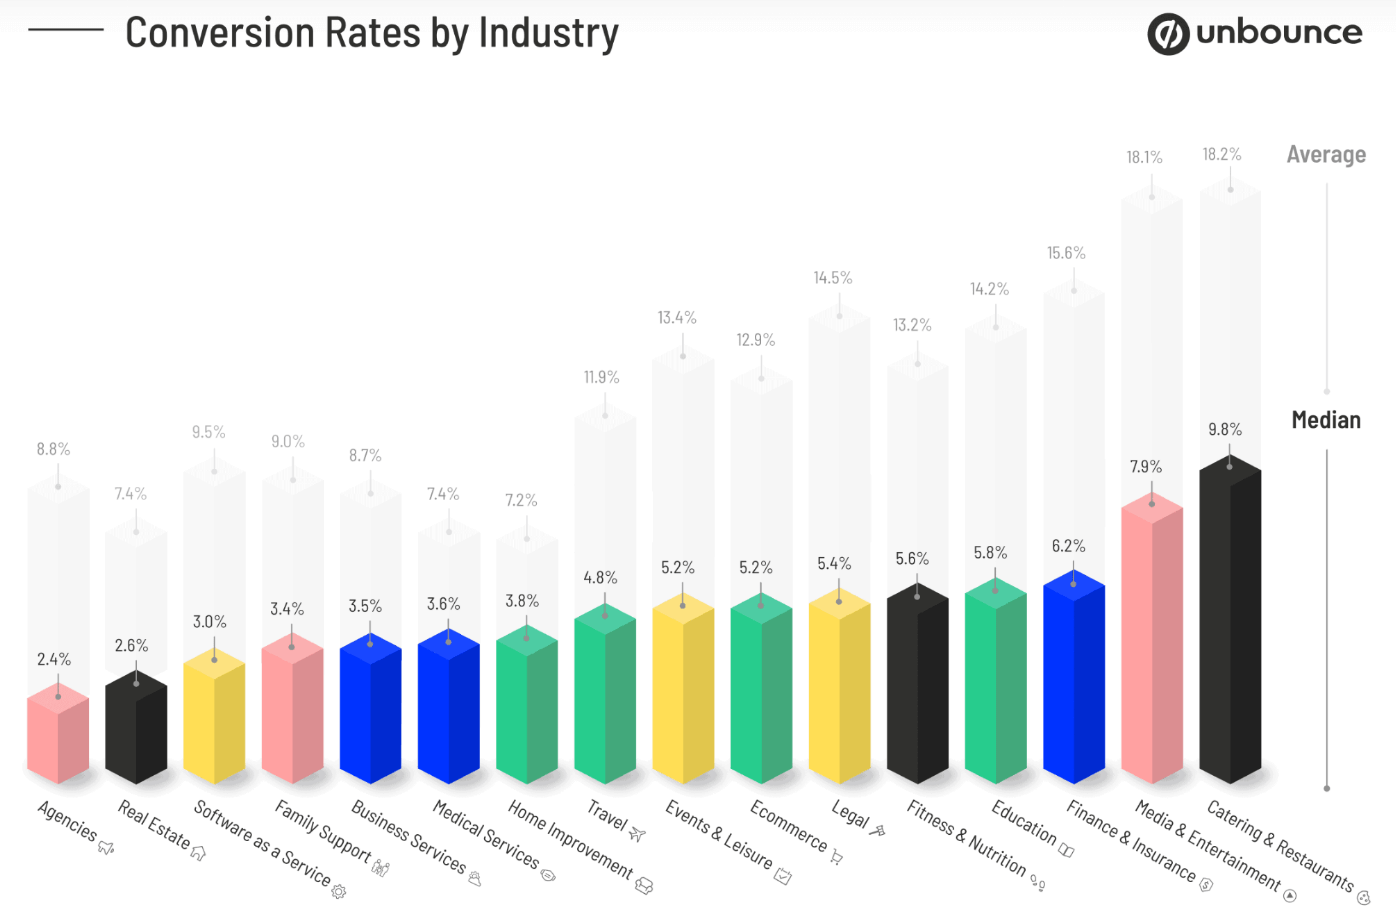 Conversion Rates by Industry
unbounce
Average
Median
8.8%
7.4%
9.5%
9.0%
8.7%
7.4%
7.2%
11.9%
13.4%
12.9%
14.5%
13.2%
14.2%
15.6%
18.1%
18.2%
2.4%
2.6%
3.0%
3.4%
3.5%
3.6%
3.8%
4.8%
5.2%
5.2%
5.4%
5.6%
5.8%
6.2%
7.9%
9.8%
Agencies
Real Estate
Software as a Service
Family Support
Business Services
Medical Services
Home Improvement
Travel
Events & Leisure
Ecommerce
Legal
Fitness & Nutrition
Education
Finance & Insurance
Media & Entertainment
Catering & Restaurants